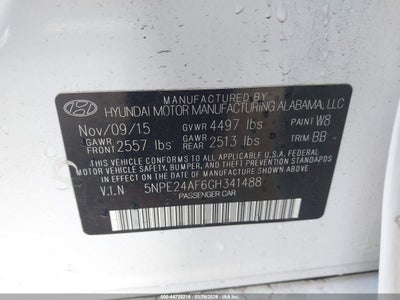 MANUFACTURED BY
HYUNDAI MOTOR MANUFACTURING ALABAMA, LLC
Nov/09/15 GVWR 4497 lbs PAINT W8
GAWR FRONT 2557 lbs GAWR REAR 2513 lbs TRIM BB
THIS VEHICLE CONFORMS TO ALL APPLICABLE U.S. FEDERAL
MOTOR VEHICLE SAFETY, BUMPER, AND THEFT PREVENTION STANDARDS
IN EFFECT ON THE DATE OF MANUFACTURE SHOWN ABOVE.
V.I.N 5NPE24AF6GH341488
PASSENGER CAR